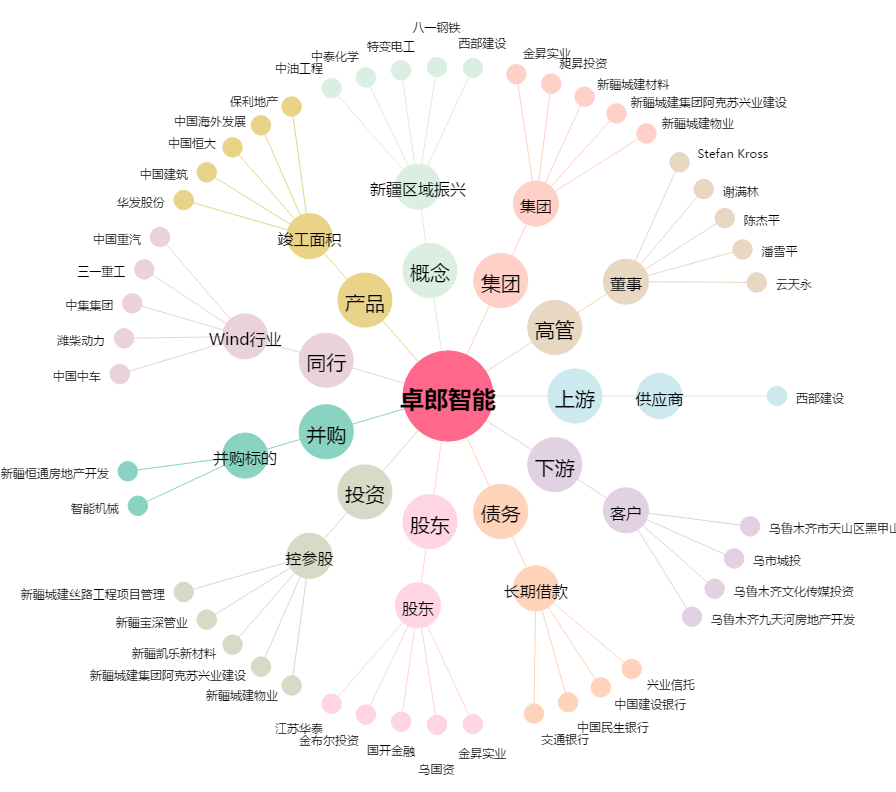 八一钢铁
特变电工
西部建设
中泰化学
中油工程
金昇实业
昶昇投资
新疆城建材料
新疆城建集团阿克苏兴业建设
新疆城建物业
保利地产
中国海外发展
中国恒大
中国建筑
华发股份
新疆区域振兴
集团
Stefan Kross
谢满林
陈杰平
潘雪平
云天永
竣工面积
概念
集团
董事
中国重汽
三一重工
中集集团
潍柴动力
中国中车
产品
高管
Wind行业
同行
卓郎智能
上游
供应商
西部建设
并购
并购标的
新疆恒通房地产开发
智能机械
下游
投资
股东
债务
客户
乌鲁木齐市天山区黑甲山
乌市城投
乌鲁木齐文化传媒投资
乌鲁木齐九天河房地产开发
控参股
新疆城建丝路工程项目管理
新疆宝深管业
新疆凯乐新材料
新疆城建集团阿克苏兴业建设
新疆城建物业
股东
长期借款
江苏华泰
金布尔投资
国开金融
乌国资
金昇实业
兴业信托
中国建设银行
中国民生银行
交通银行